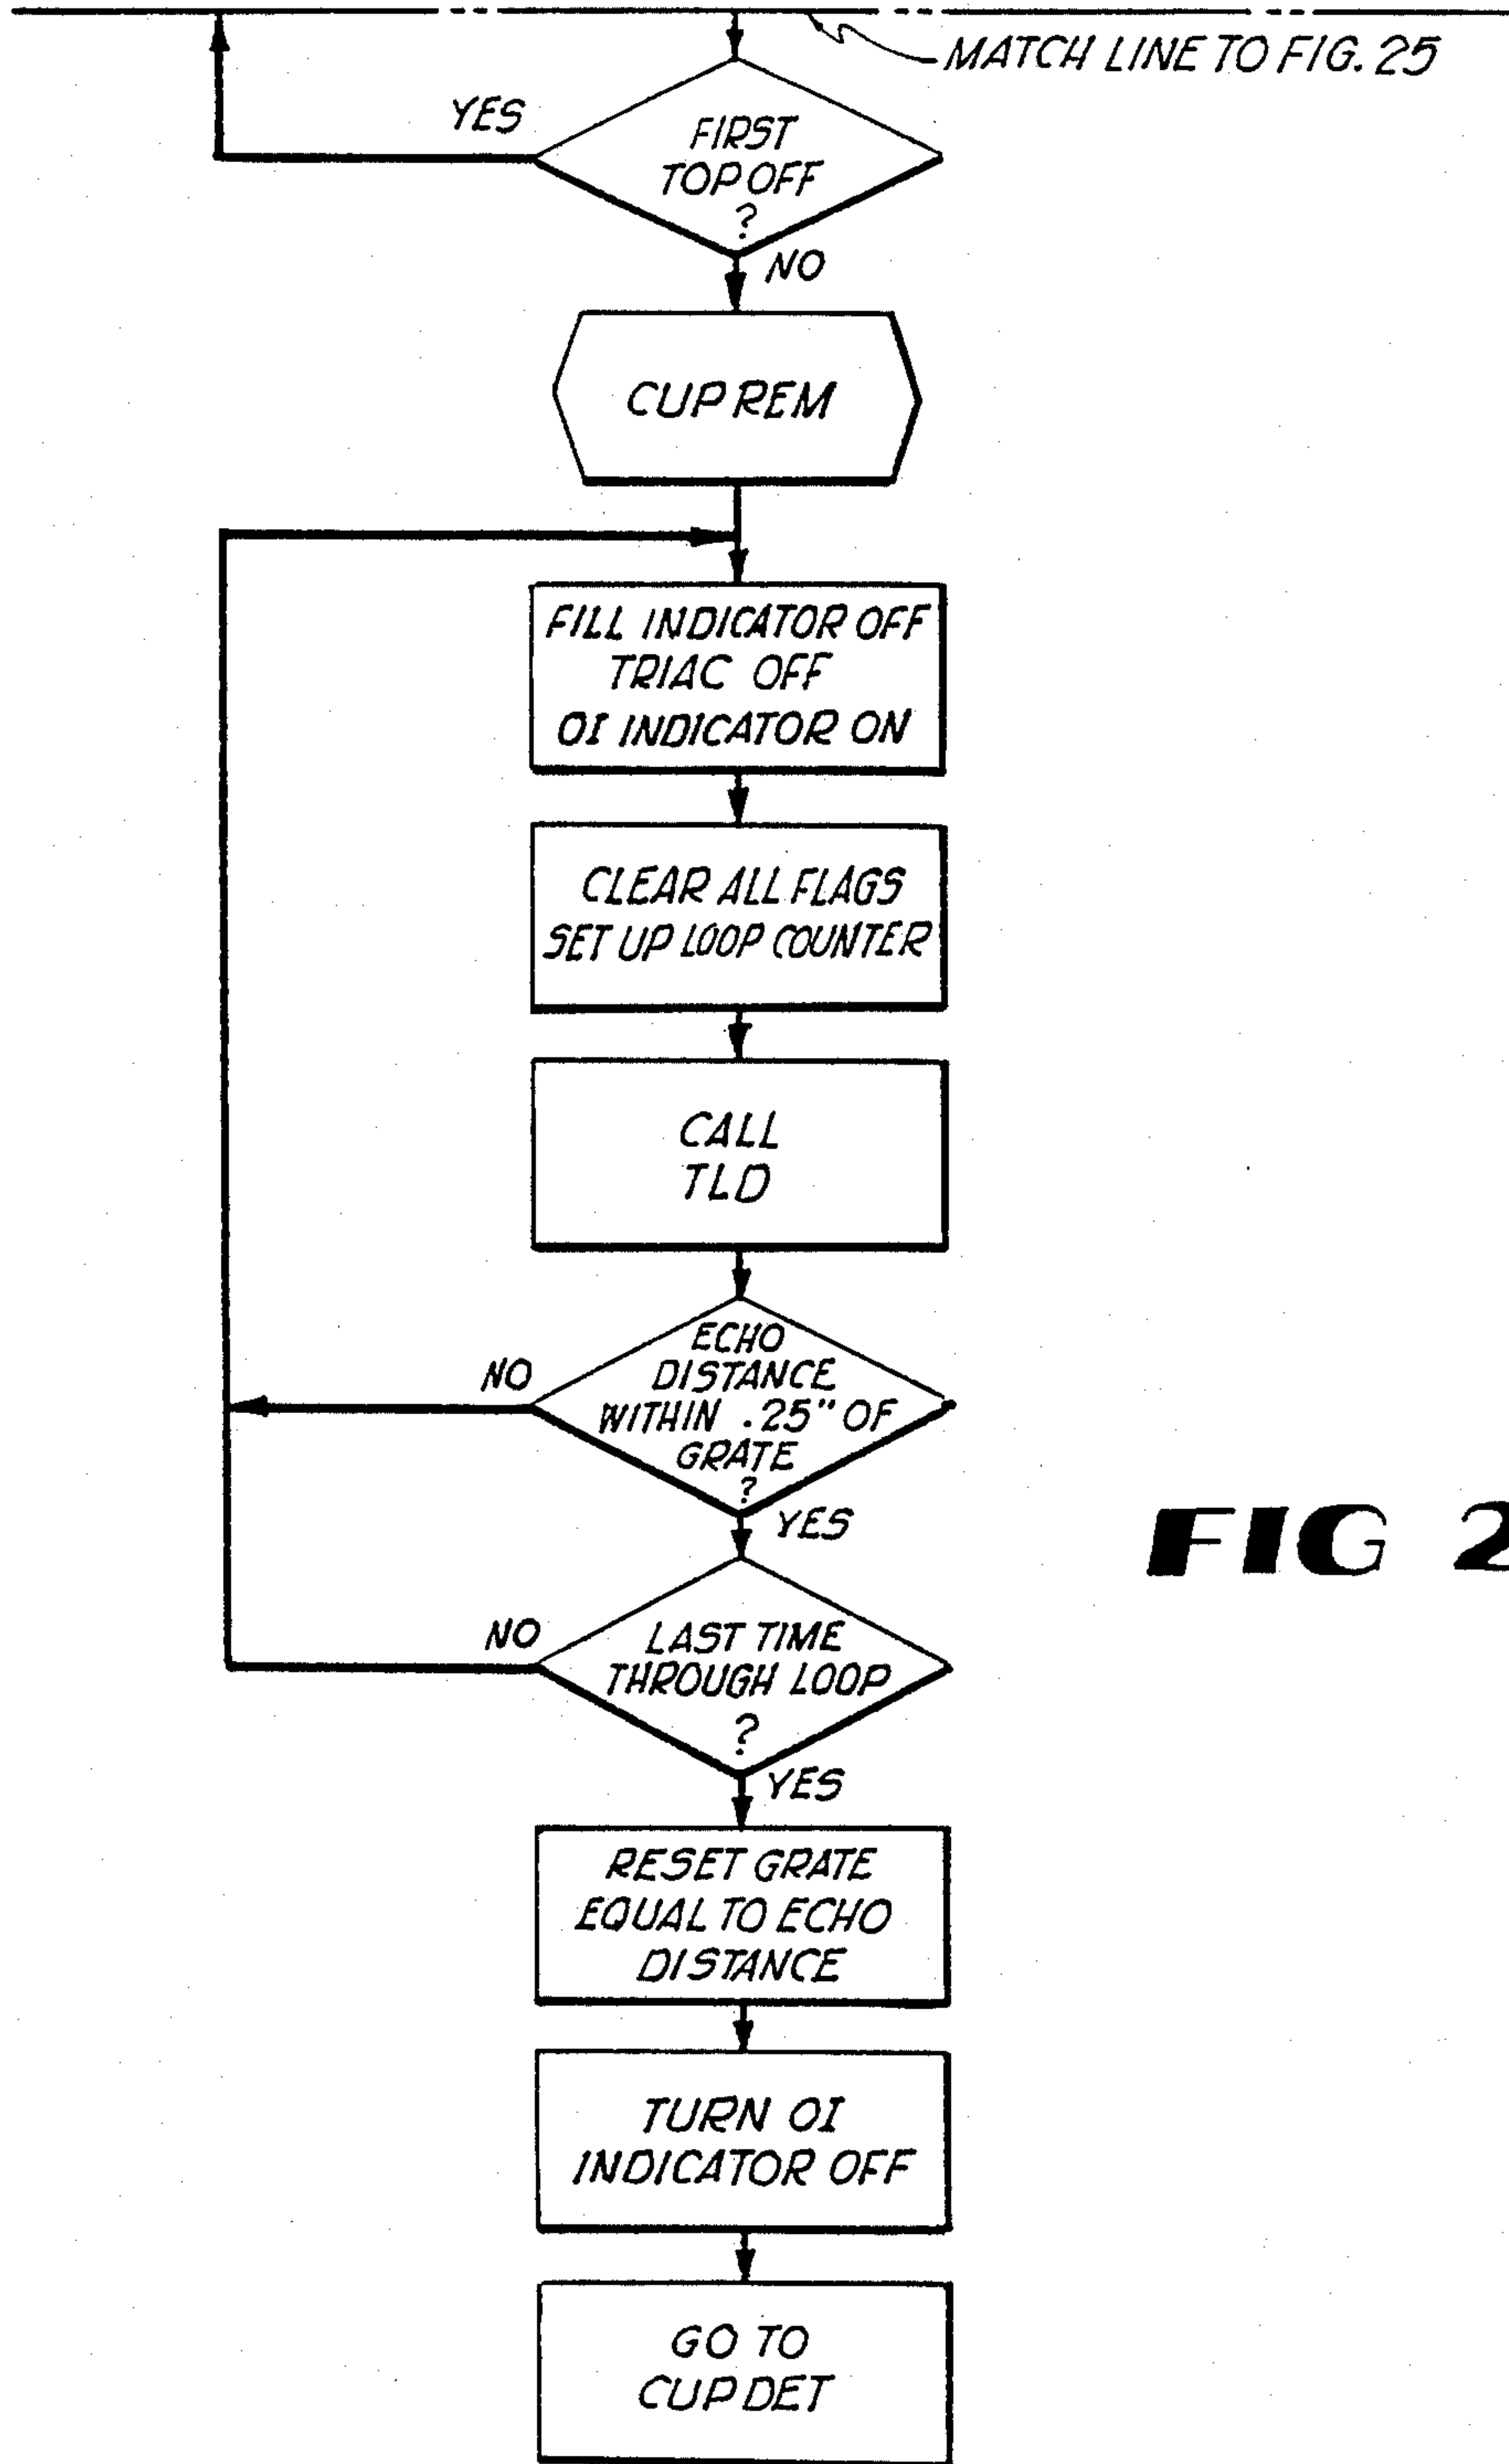 MATCH LINE TO FIG. 25
YES
FIRST
TOP OFF
?
NO
CUP REM
FILL INDICATOR OFF
TRIAC OFF
OI INDICATOR ON
CLEAR ALL FLAGS
SET UP LOOP COUNTER
CALL
TLD
ECHO
DISTANCE
WITHIN .25" OF
GRATE
?
NO
YES
FIG 2
LAST TIME
THROUGH LOOP
?
NO
YES
RESET GRATE
EQUAL TO ECHO
DISTANCE
TURN OI
INDICATOR OFF
GO TO
CUP DET